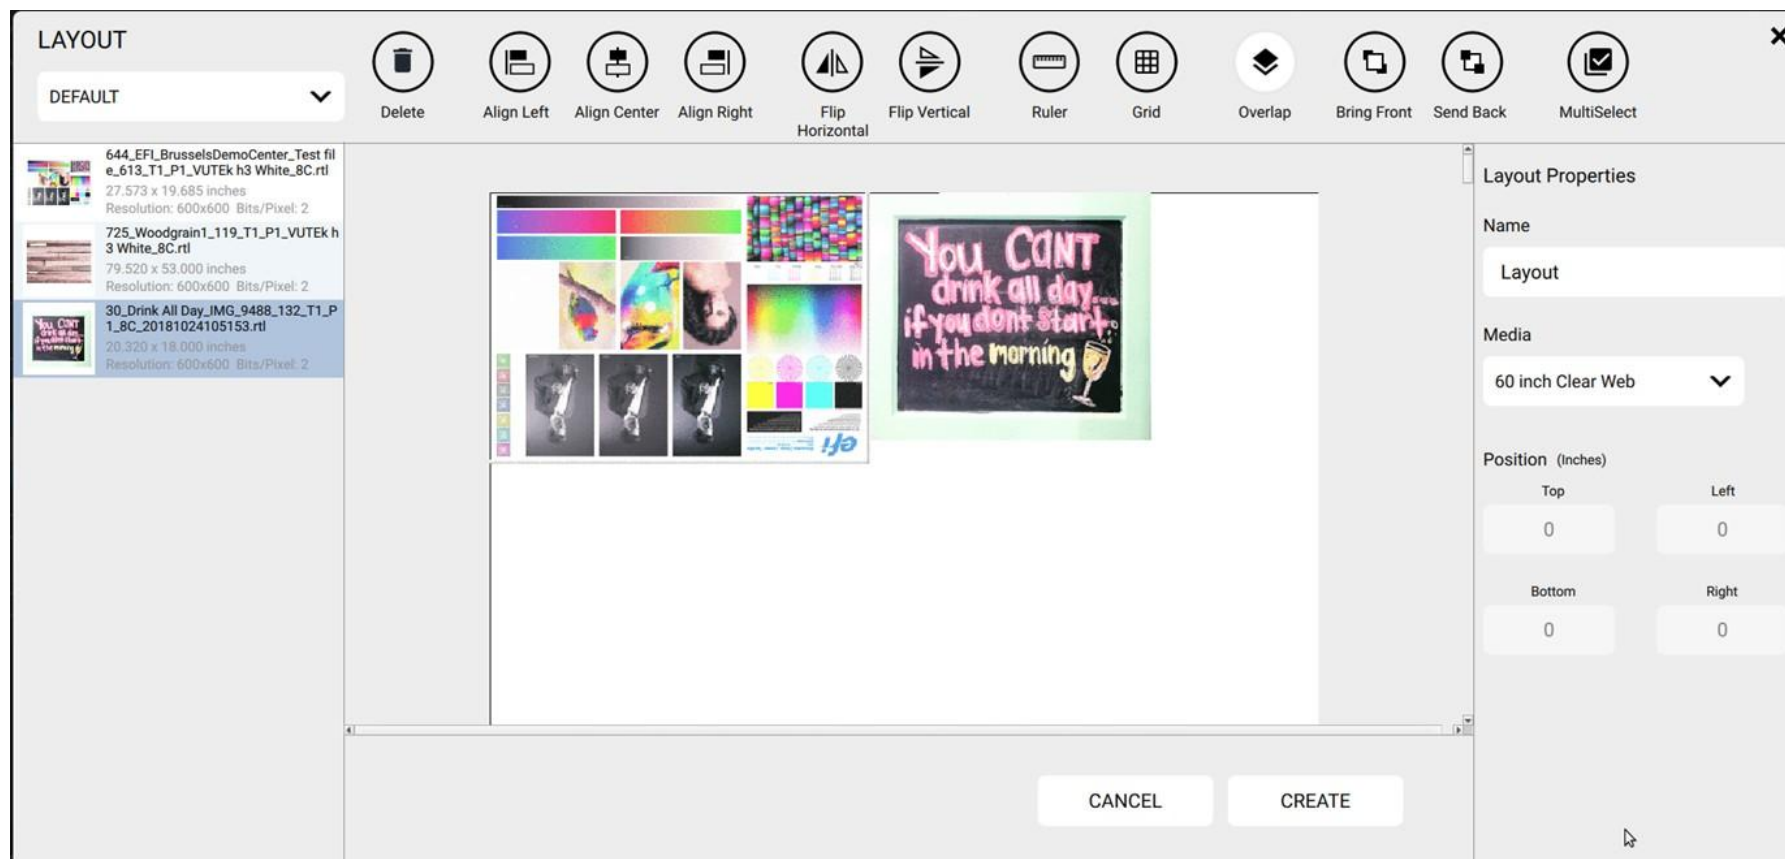 LAYOUT
DEFAULT
Delete
Align Left
Align Center
Align Right
Flip
Horizontal
Flip Vertical
Ruler
Grid
Overlap
Bring Front
Send Back
MultiSelect
644_EFI_BrusselsDemoCenter_Test fil
e_613_T1_P1_VUTEk h3 White_8C.rtl
27.573 x 19.685 inches
Resolution: 600x600 Bits/Pixel: 2
725_Woodgrain1_119_T1_P1_VUTEk h
3 White_8C.rtl
79.520 x 53.000 inches
Resolution: 600x600 Bits/Pixel: 2
30_Drink All Day_IMG_9488_132_T1_P
1_8C_20181024105153.rtl
20.320 x 18.000 inches
Resolution: 600x600 Bits/Pixel: 2
efi
You CANT
drink all day...
if you dont start
in the morning
Layout Properties
Name
Layout
Media
60 inch Clear Web
Position (Inches)
Top
Left
0
0
Bottom
Right
0
0
CANCEL
CREATE